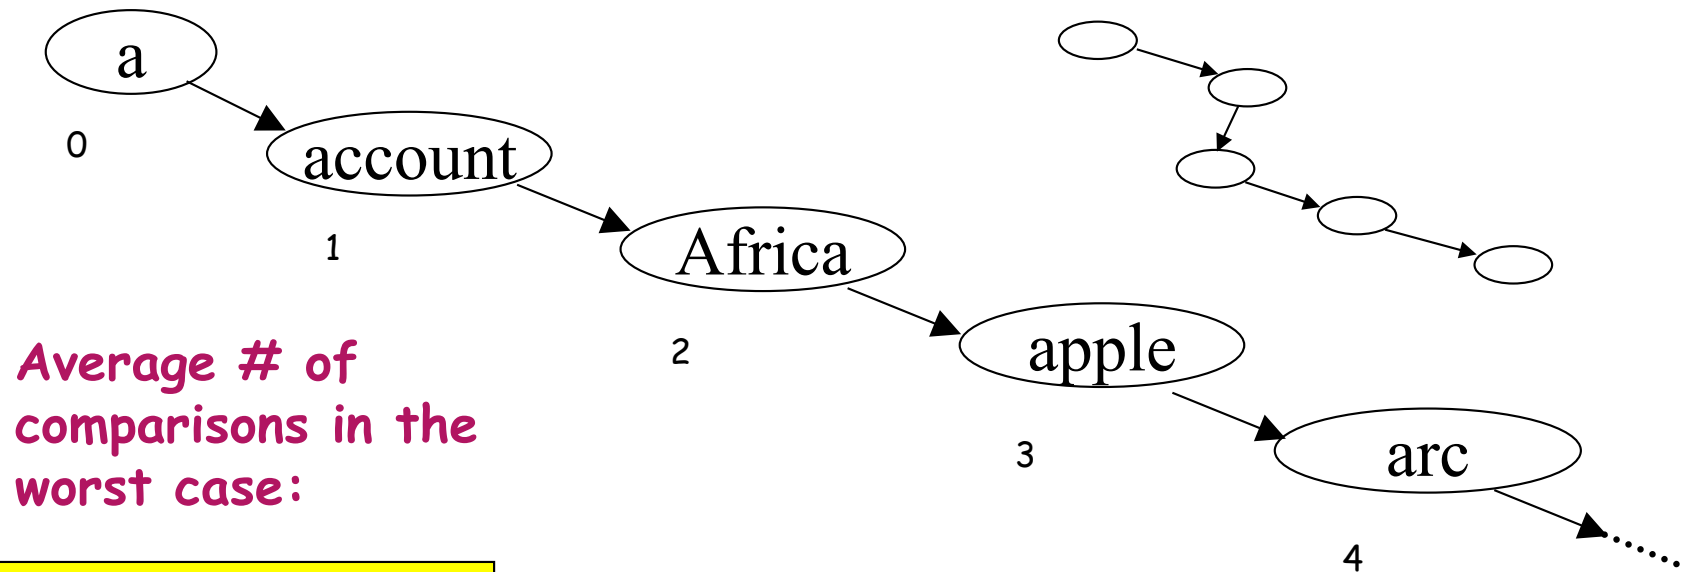 a
0
account
1
Africa
2
apple
3
arc
4
Average # of
comparisons in the
worst case: